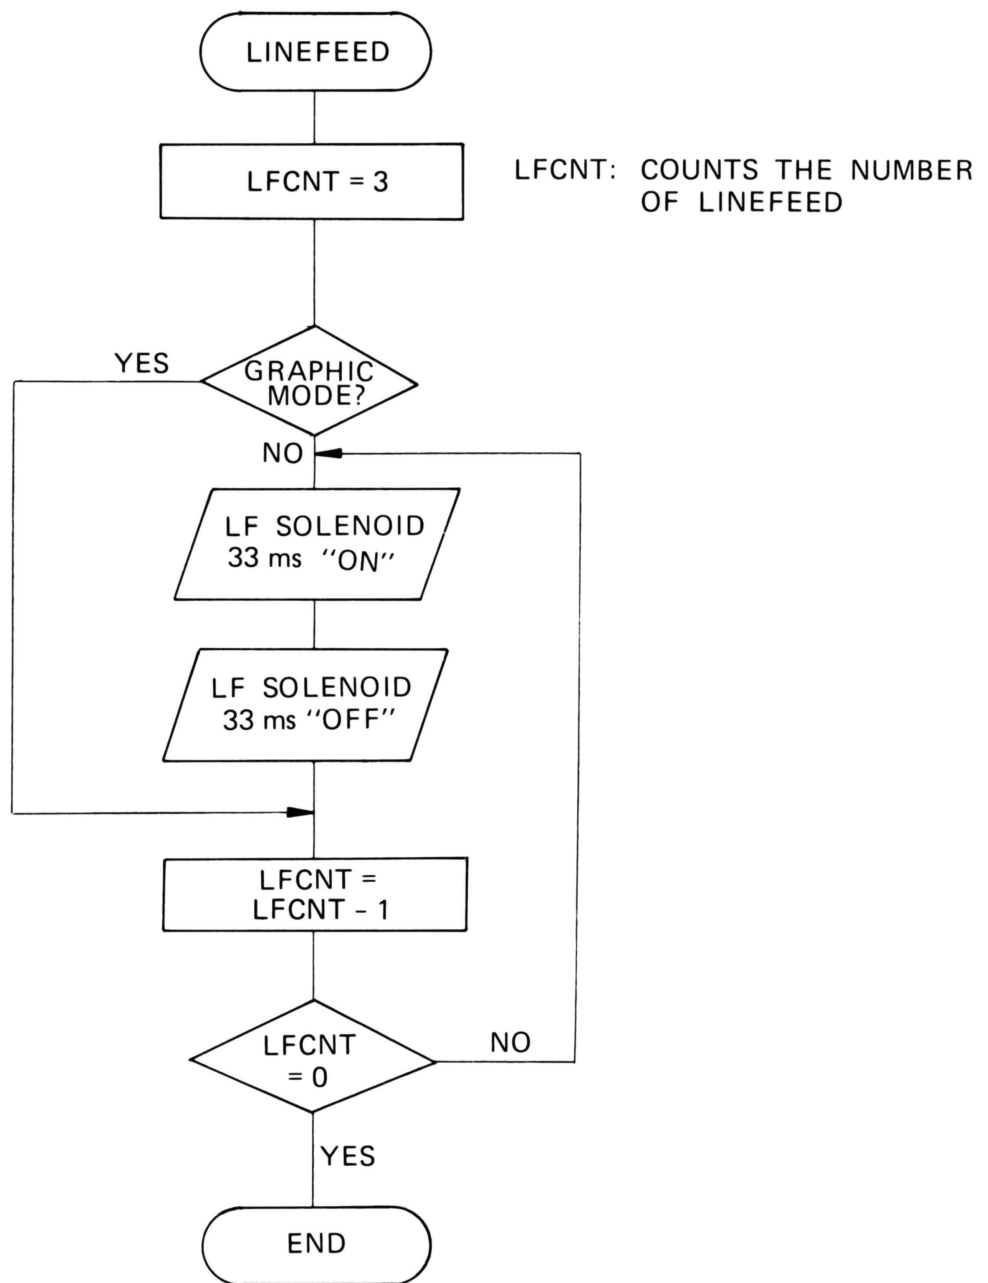 LINEFEED
LFCNT = 3
LFCNT: COUNTS THE NUMBER
OF LINEFEED
YES
GRAPHIC
MODE?
NO
LF SOLENOID
33 ms "ON"
LF SOLENOID
33 ms "OFF"
LFCNT =
LFCNT - 1
LFCNT
= 0
NO
YES
END